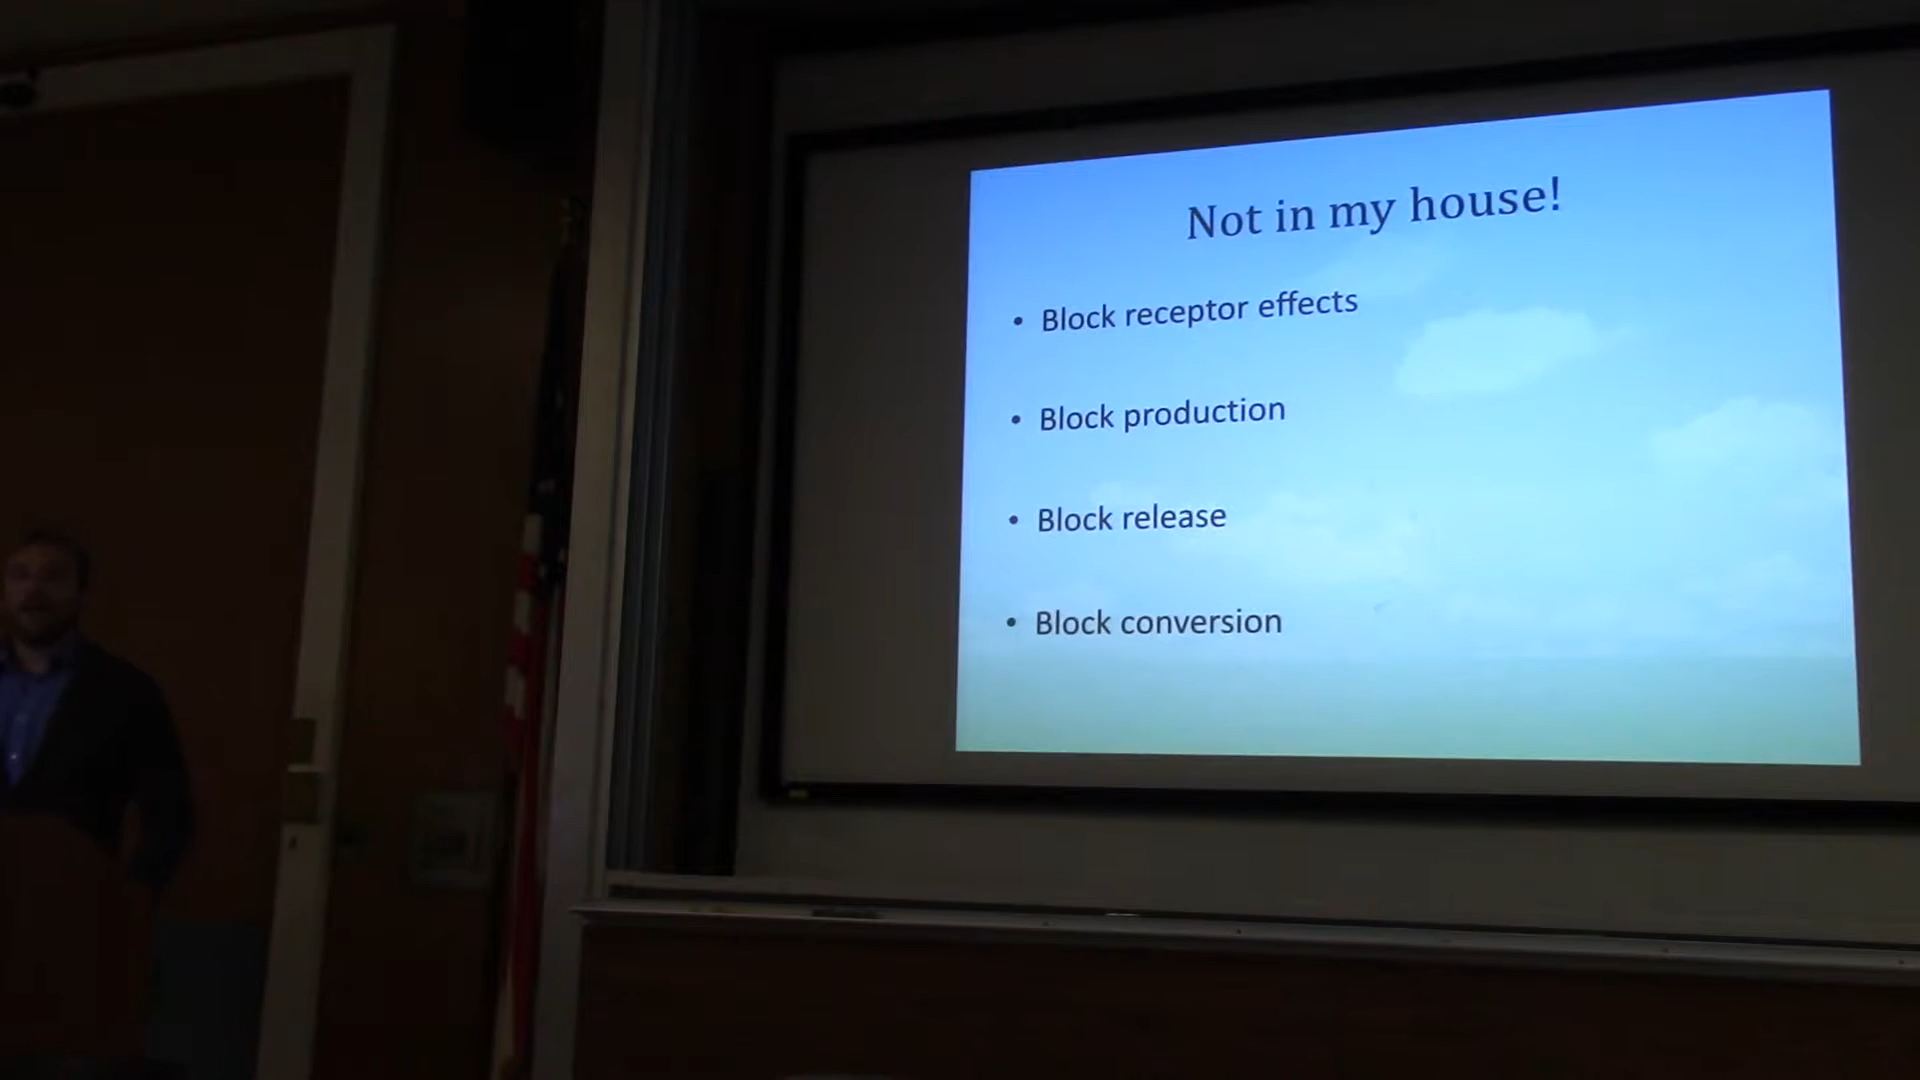 Not in my house!
• Block receptor effects
• Block production
• Block release
• Block conversion